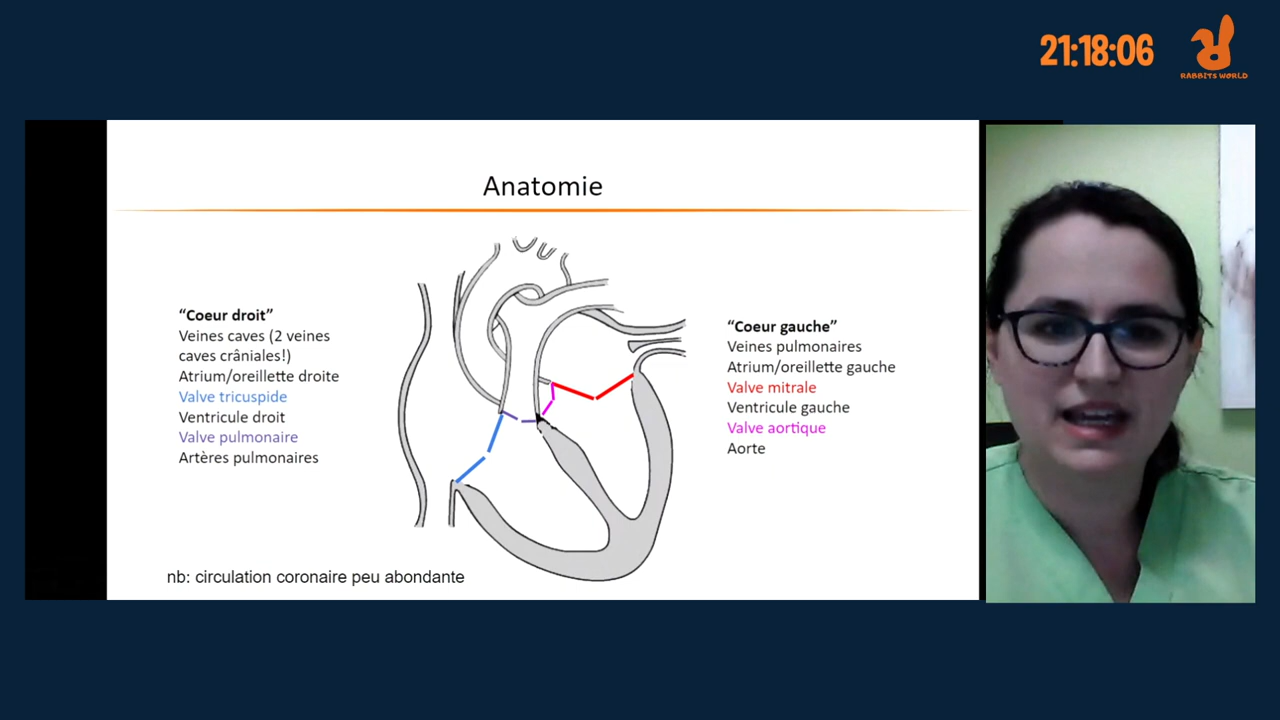 21:18:06
RABBITS WORLD
Anatomie
“Coeur droit”
Veines caves (2 veines
caves crâniales!)
Atrium/oreillette droite
Valve tricuspide
Ventricule droit
Valve pulmonaire
Artères pulmonaires
“Coeur gauche”
Veines pulmonaires
Atrium/oreillette gauche
Valve mitrale
Ventricule gauche
Valve aortique
Aorte
nb: circulation coronaire peu abondante